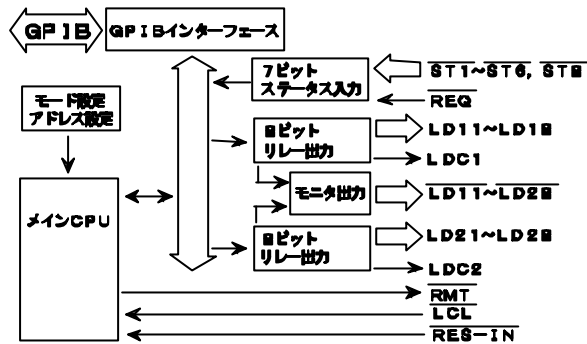 GPIB
GPIBインターフェース
7ビット
ステータス入力
ST1~ST6, ST8
REQ
モード設定
アドレス設定
8ビット
リレー出力
LD11~LD18
LDC1
モニタ出力
LD11~LD28
メインCPU
8ビット
リレー出力
LD21~LD28
LDC2
RMT
LCL
RES-IN